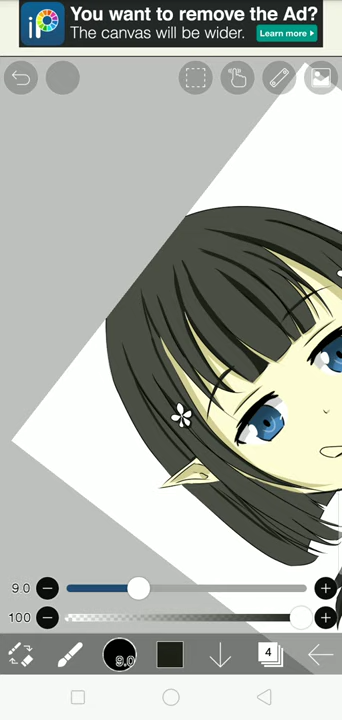 iP
You want to remove the Ad?
The canvas will be wider.
Learn more
9.0
100
9.0
4